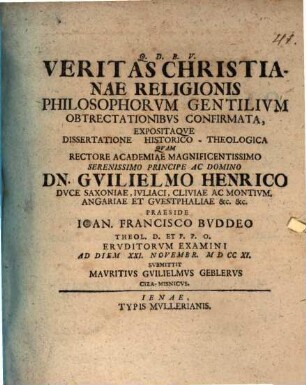 Q. D. B. V.
VERITAS CHRISTIA-
NAE RELIGIONIS
PHILOSOPHORVM GENTILIVM
OBTRECTATIONIBVS CONFIRMATA,
EXPOSITAQVE
DISSERTATIONE HISTORICO-THEOLOGICA
QVAM
RECTORE ACADEMIAE MAGNIFICENTISSIMO
SERENISSIMO PRINCIPE AC DOMINO
DN. GVILIELMO HENRICO
DVCE SAXONIAE, IVLIACI, CLIVIAE AC MONTIVM,
ANGARIAE ET GVESTPHALIAE &c. &c.
PRAESIDE
IOAN. FRANCISCO BVDDEO
THEOL. D. ET P. P. O.
ERVDITORVM EXAMINI
AD DIEM XXI. NOVEMBR. MDCCXI.
SVBMITTIT
MAVRITIVS GVILIELMVS GEBLERVS
CIZA-MISNICVS.
IENAE,
TYPIS MVLLERIANIS.